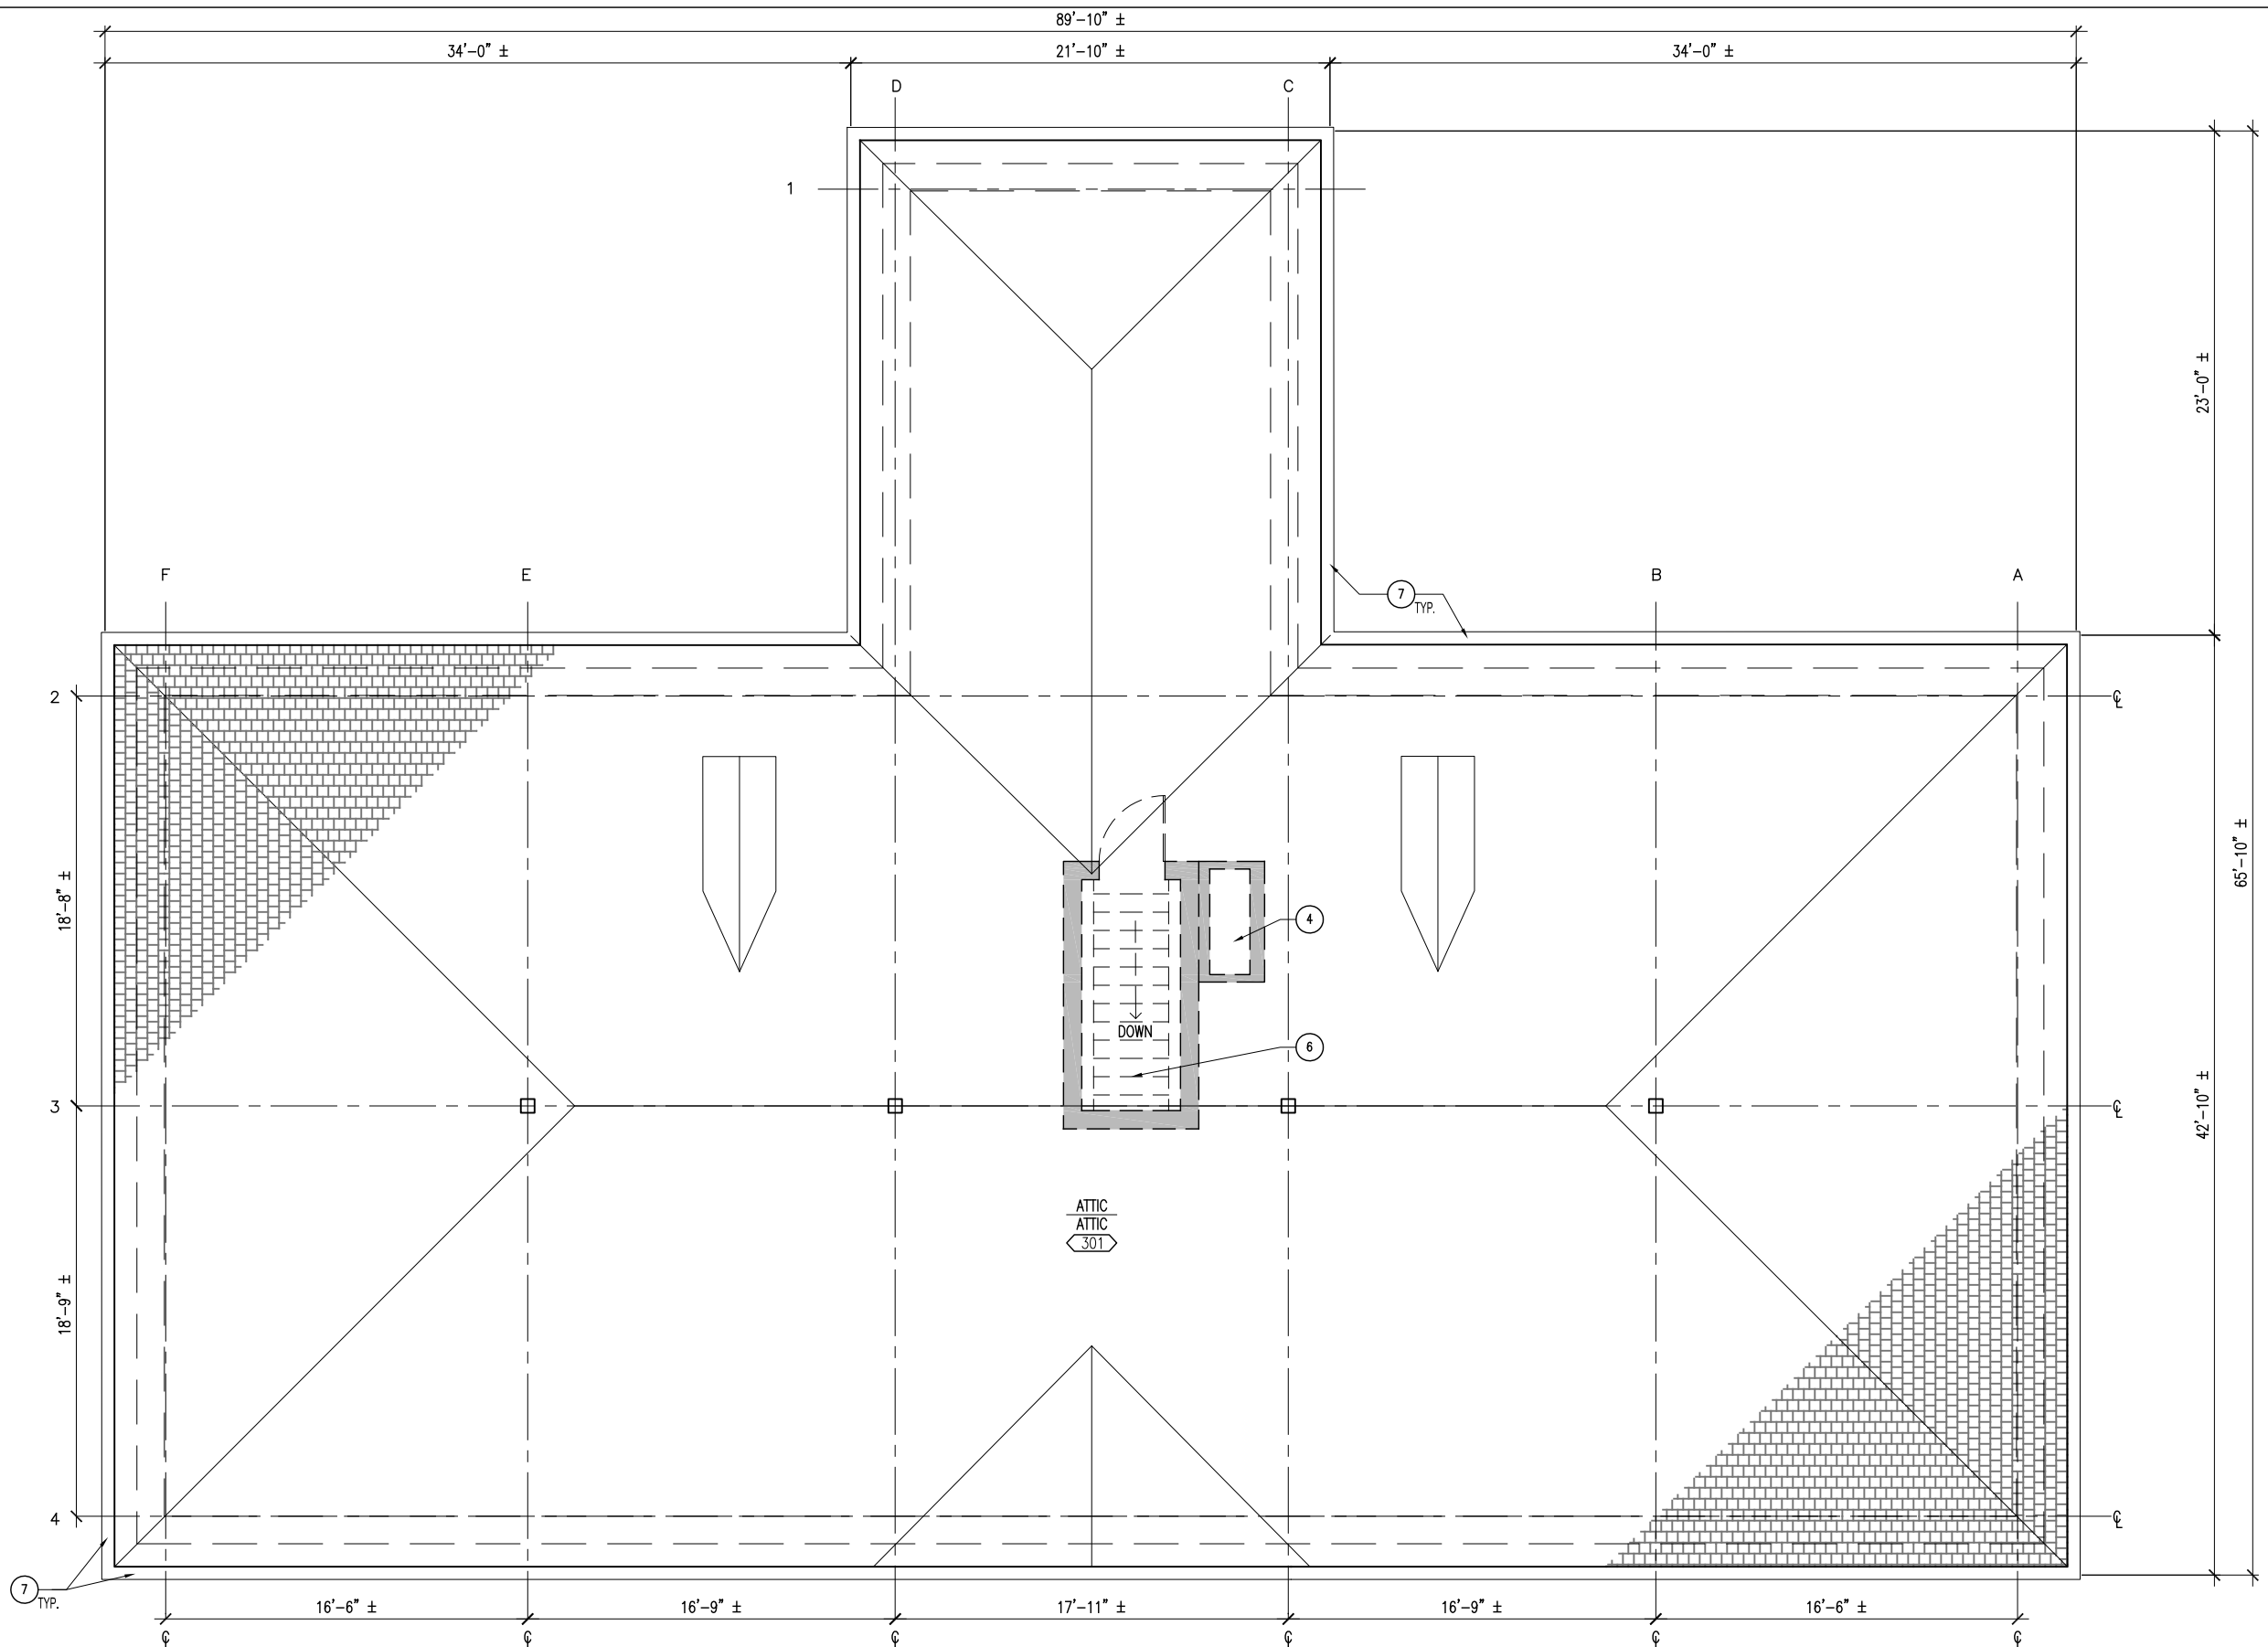 89'-10" ±
34'-0" ±
21'-10" ±
34'-0" ±
D
C
1
23'-0" ±
F
E
B
A
7
TYP.
2
℄
18'-8" ±
65'-10" ±
4
DOWN
6
3
℄
42'-10" ±
ATTIC
ATTIC
301
18'-9" ±
4
℄
7
TYP.
16'-6" ±
16'-9" ±
17'-11" ±
16'-9" ±
16'-6" ±
℄
℄
℄
℄
℄
℄